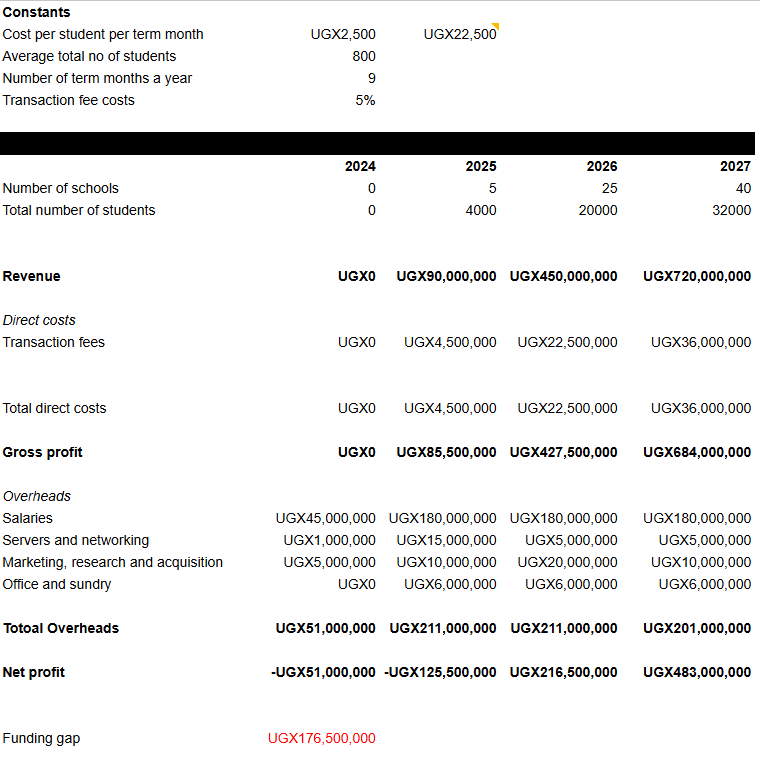 Constants
Cost per student per term month UGX2,500 UGX22,500
Average total no of students 800
Number of term months a year 9
Transaction fee costs 5%
2024 2025 2026 2027
Number of schools 0 5 25 40
Total number of students 0 4000 20000 32000
Revenue UGX0 UGX90,000,000 UGX450,000,000 UGX720,000,000
Direct costs
Transaction fees UGX0 UGX4,500,000 UGX22,500,000 UGX36,000,000
Total direct costs UGX0 UGX4,500,000 UGX22,500,000 UGX36,000,000
Gross profit UGX0 UGX85,500,000 UGX427,500,000 UGX684,000,000
Overheads
Salaries UGX45,000,000 UGX180,000,000 UGX180,000,000 UGX180,000,000
Servers and networking UGX1,000,000 UGX15,000,000 UGX5,000,000 UGX5,000,000
Marketing, research and acquisition UGX5,000,000 UGX10,000,000 UGX20,000,000 UGX10,000,000
Office and sundry UGX0 UGX6,000,000 UGX6,000,000 UGX6,000,000
Totoal Overheads UGX51,000,000 UGX211,000,000 UGX211,000,000 UGX201,000,000
Net profit -UGX51,000,000 -UGX125,500,000 UGX216,500,000 UGX483,000,000
Funding gap UGX176,500,000